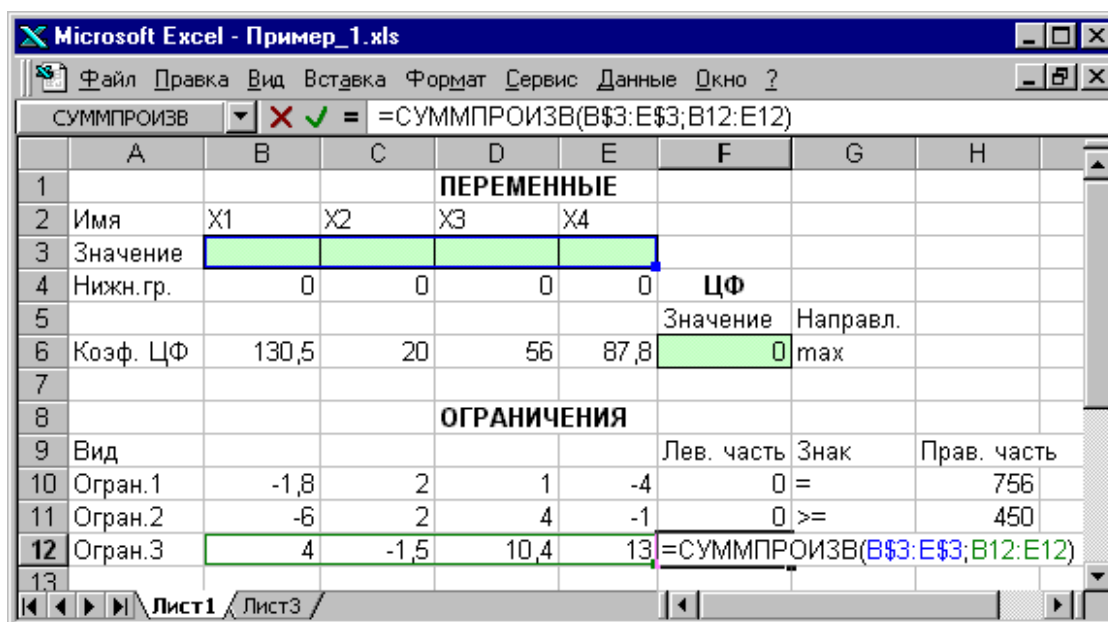 Microsoft Excel - Пример_1.xls
Файл Правка Вид Вставка Формат Сервис Данные Окно ?
СУММПРОИЗВ = =СУММПРОИЗВ(B$3:E$3;B12:E12)
A B C D E F G H
1 ПЕРЕМЕННЫЕ
2 Имя X1 X2 X3 X4
3 Значение
4 Нижн.гр. 0 0 0 0 ЦФ
5 Значение Направл.
6 Коэф. ЦФ 130,5 20 56 87,8 0 max
7
8 ОГРАНИЧЕНИЯ
9 Вид Лев. часть Знак Прав. часть
10 Огран.1 -1,8 2 1 -4 0 = 756
11 Огран.2 -6 2 4 -1 0 >= 450
12 Огран.3 4 -1,5 10,4 13 =СУММПРОИЗВ(B$3:E$3;B12:E12)
13
Лист1 Лист3